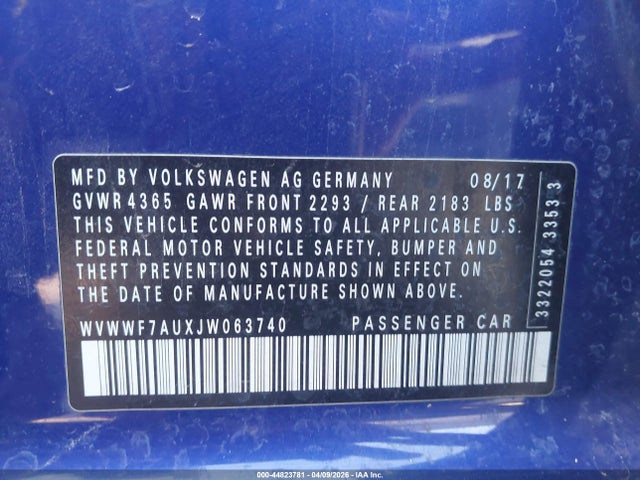 MFD BY VOLKSWAGEN AG GERMANY 08/17
GVWR 4365 GAWR FRONT 2293 / REAR 2183 LBS
THIS VEHICLE CONFORMS TO ALL APPLICABLE U.S.
FEDERAL MOTOR VEHICLE SAFETY, BUMPER AND
THEFT PREVENTION STANDARDS IN EFFECT ON
THE DATE OF MANUFACTURE SHOWN ABOVE.
WVWWF7AUXJW063740 PASSENGER CAR
3322054 3353 3
000-44823781 - 04/09/2026 - IAA Inc.